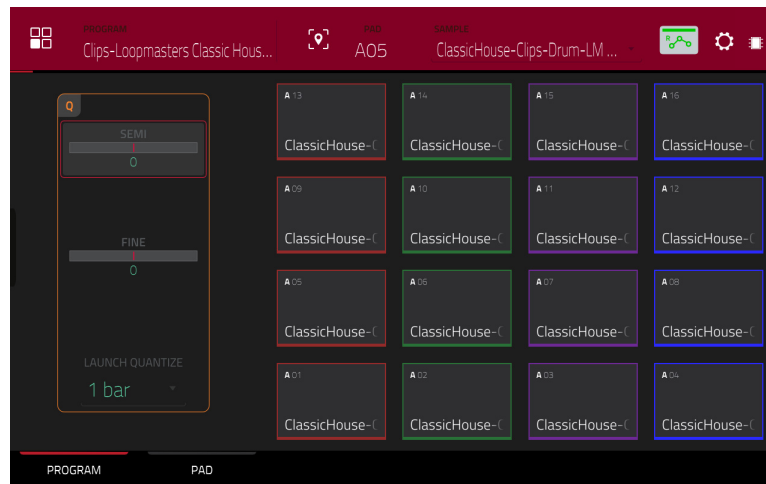 PROGRAM PAD SAMPLE
Clips-Loopmasters Classic Hous... A05 ClassicHouse-Clips-Drum-LM ...
Q
SEMI
0
FINE
0
LAUNCH QUANTIZE
1 bar
A 13 A 14 A 15 A 16
ClassicHouse-C ClassicHouse-C ClassicHouse-C ClassicHouse-C
A 09 A 10 A 11 A 12
ClassicHouse-C ClassicHouse-C ClassicHouse-C ClassicHouse-C
A 05 A 06 A 07 A 08
ClassicHouse-C ClassicHouse-C ClassicHouse-C ClassicHouse-C
A 01 A 02 A 03 A 04
ClassicHouse-C ClassicHouse-C ClassicHouse-C ClassicHouse-C
PROGRAM PAD